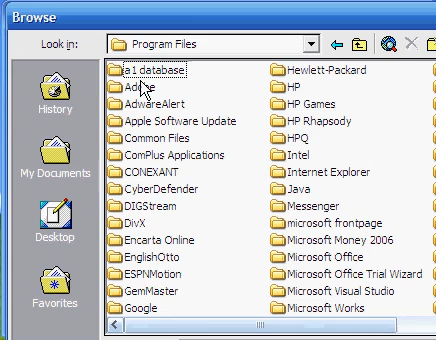 Browse
Look in: Program Files
History
My Documents
Desktop
Favorites
a1 database
Adobe
AdwareAlert
Apple Software Update
Common Files
ComPlus Applications
CONEXANT
CyberDefender
DIGStream
DivX
Encarta Online
EnglishOtto
ESPNMotion
GemMaster
Google
Hewlett-Packard
HP
HP Games
HP Rhapsody
HPQ
Intel
Internet Explorer
Java
Messenger
microsoft frontpage
Microsoft Money 2006
Microsoft Office
Microsoft Office Trial Wizard
Microsoft Visual Studio
Microsoft Works